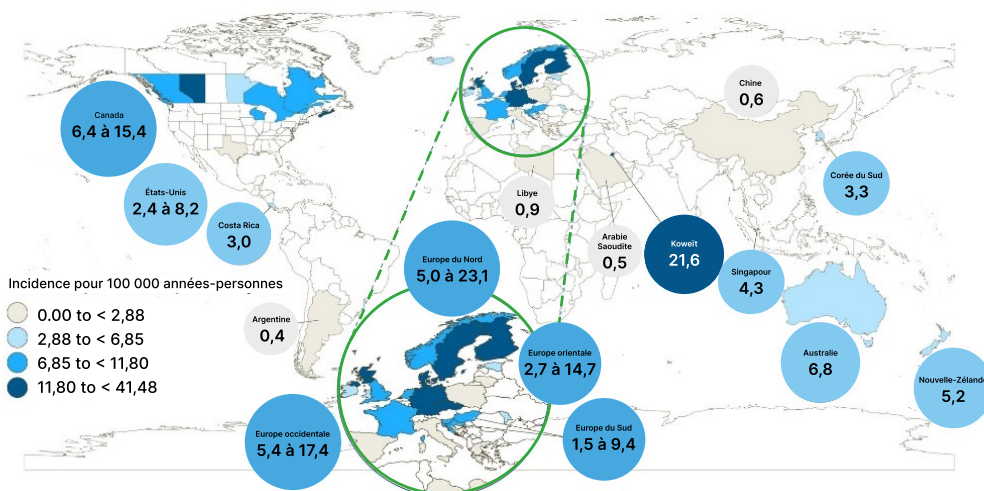 Canada
6,4 à 15,4
États-Unis
2,4 à 8,2
Costa Rica
3,0
Chine
0,6
Corée du Sud
3,3
Libye
0,9
Arabie
Saoudite
0,5
Koweït
21,6
Singapour
4,3
Europe du Nord
5,0 à 23,1
Incidence pour 100 000 années-personnes
0.00 to < 2,88
2,88 to < 6,85
6,85 to < 11,80
11,80 to < 41,48
Argentine
0,4
Europe orientale
2,7 à 14,7
Australie
6,8
Nouvelle-Zélande
5,2
Europe occidentale
5,4 à 17,4
Europe du Sud
1,5 à 9,4